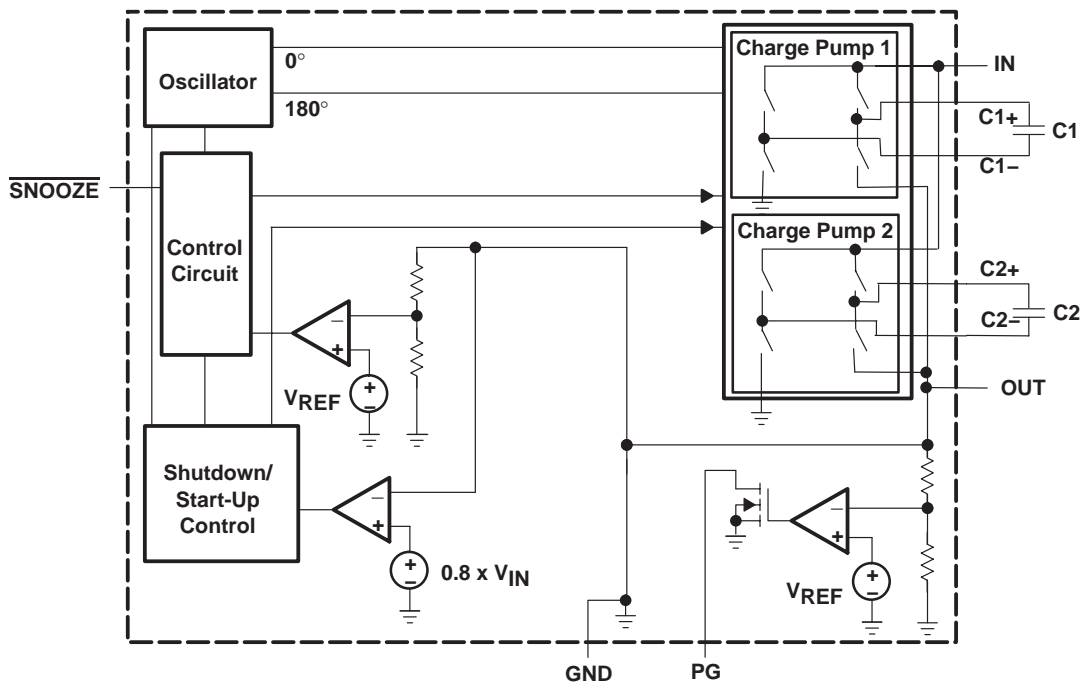 Oscillator
0°
180°
Charge Pump 1
IN
C1+
C1
C1–
SNOOZE
Control
Circuit
Charge Pump 2
C2+
C2
C2–
OUT
–
+
+
–
VREF
Shutdown/
Start-Up
Control
–
+
+
–
0.8 x VIN
–
+
+
–
VREF
GND
PG